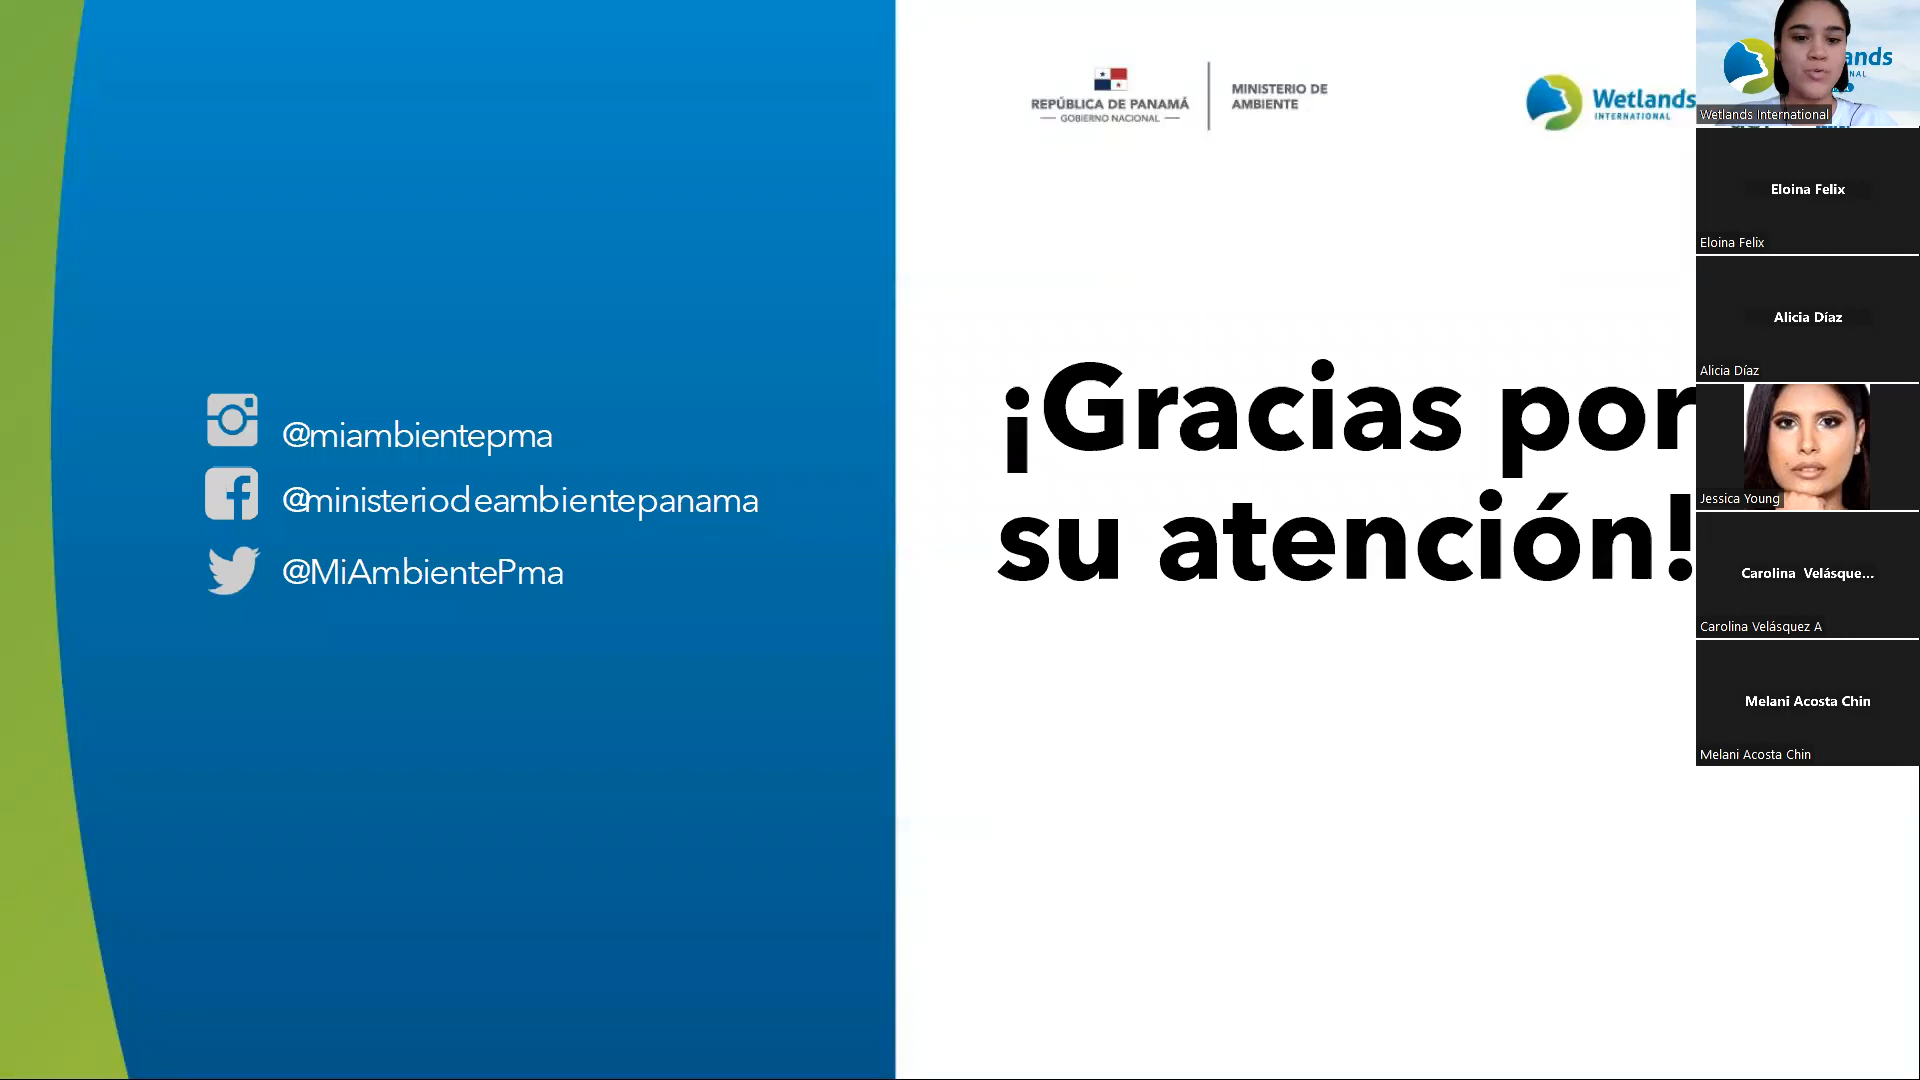 REPÚBLICA DE PANAMÁ
— GOBIERNO NACIONAL —
MINISTERIO DE
AMBIENTE
Wetlands
INTERNATIONAL
@miambientepma
@ministeriodeambientepanama
@MiAmbientePma
¡Gracias por
su atención!
ands
NAL
Wetlands International
Eloina Felix
Eloina Felix
Alicia Díaz
Alicia Díaz
Jessica Young
Carolina Velásque...
Carolina Velásquez A
Melani Acosta Chin
Melani Acosta Chin